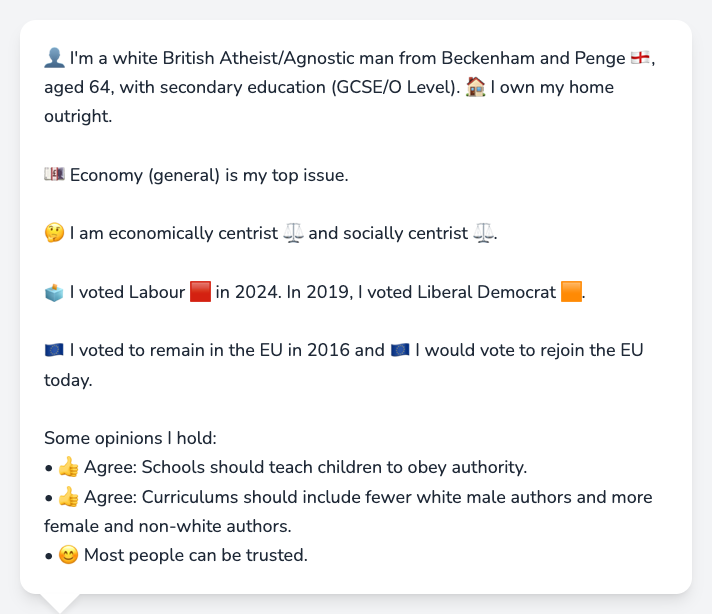 👤 I'm a white British Atheist/Agnostic man from Beckenham and Penge 🏴󠁧󠁢󠁥󠁮󠁧󠁿,
aged 64, with secondary education (GCSE/O Level). 🏠 I own my home
outright.
💷 Economy (general) is my top issue.
🤔 I am economically centrist ⚖️ and socially centrist ⚖️.
🗳️ I voted Labour 🟥 in 2024. In 2019, I voted Liberal Democrat 🟧.
🇪🇺 I voted to remain in the EU in 2016 and 🇪🇺 I would vote to rejoin the EU
today.
Some opinions I hold:
• 👍 Agree: Schools should teach children to obey authority.
• 👍 Agree: Curriculums should include fewer white male authors and more
female and non-white authors.
• 😊 Most people can be trusted.